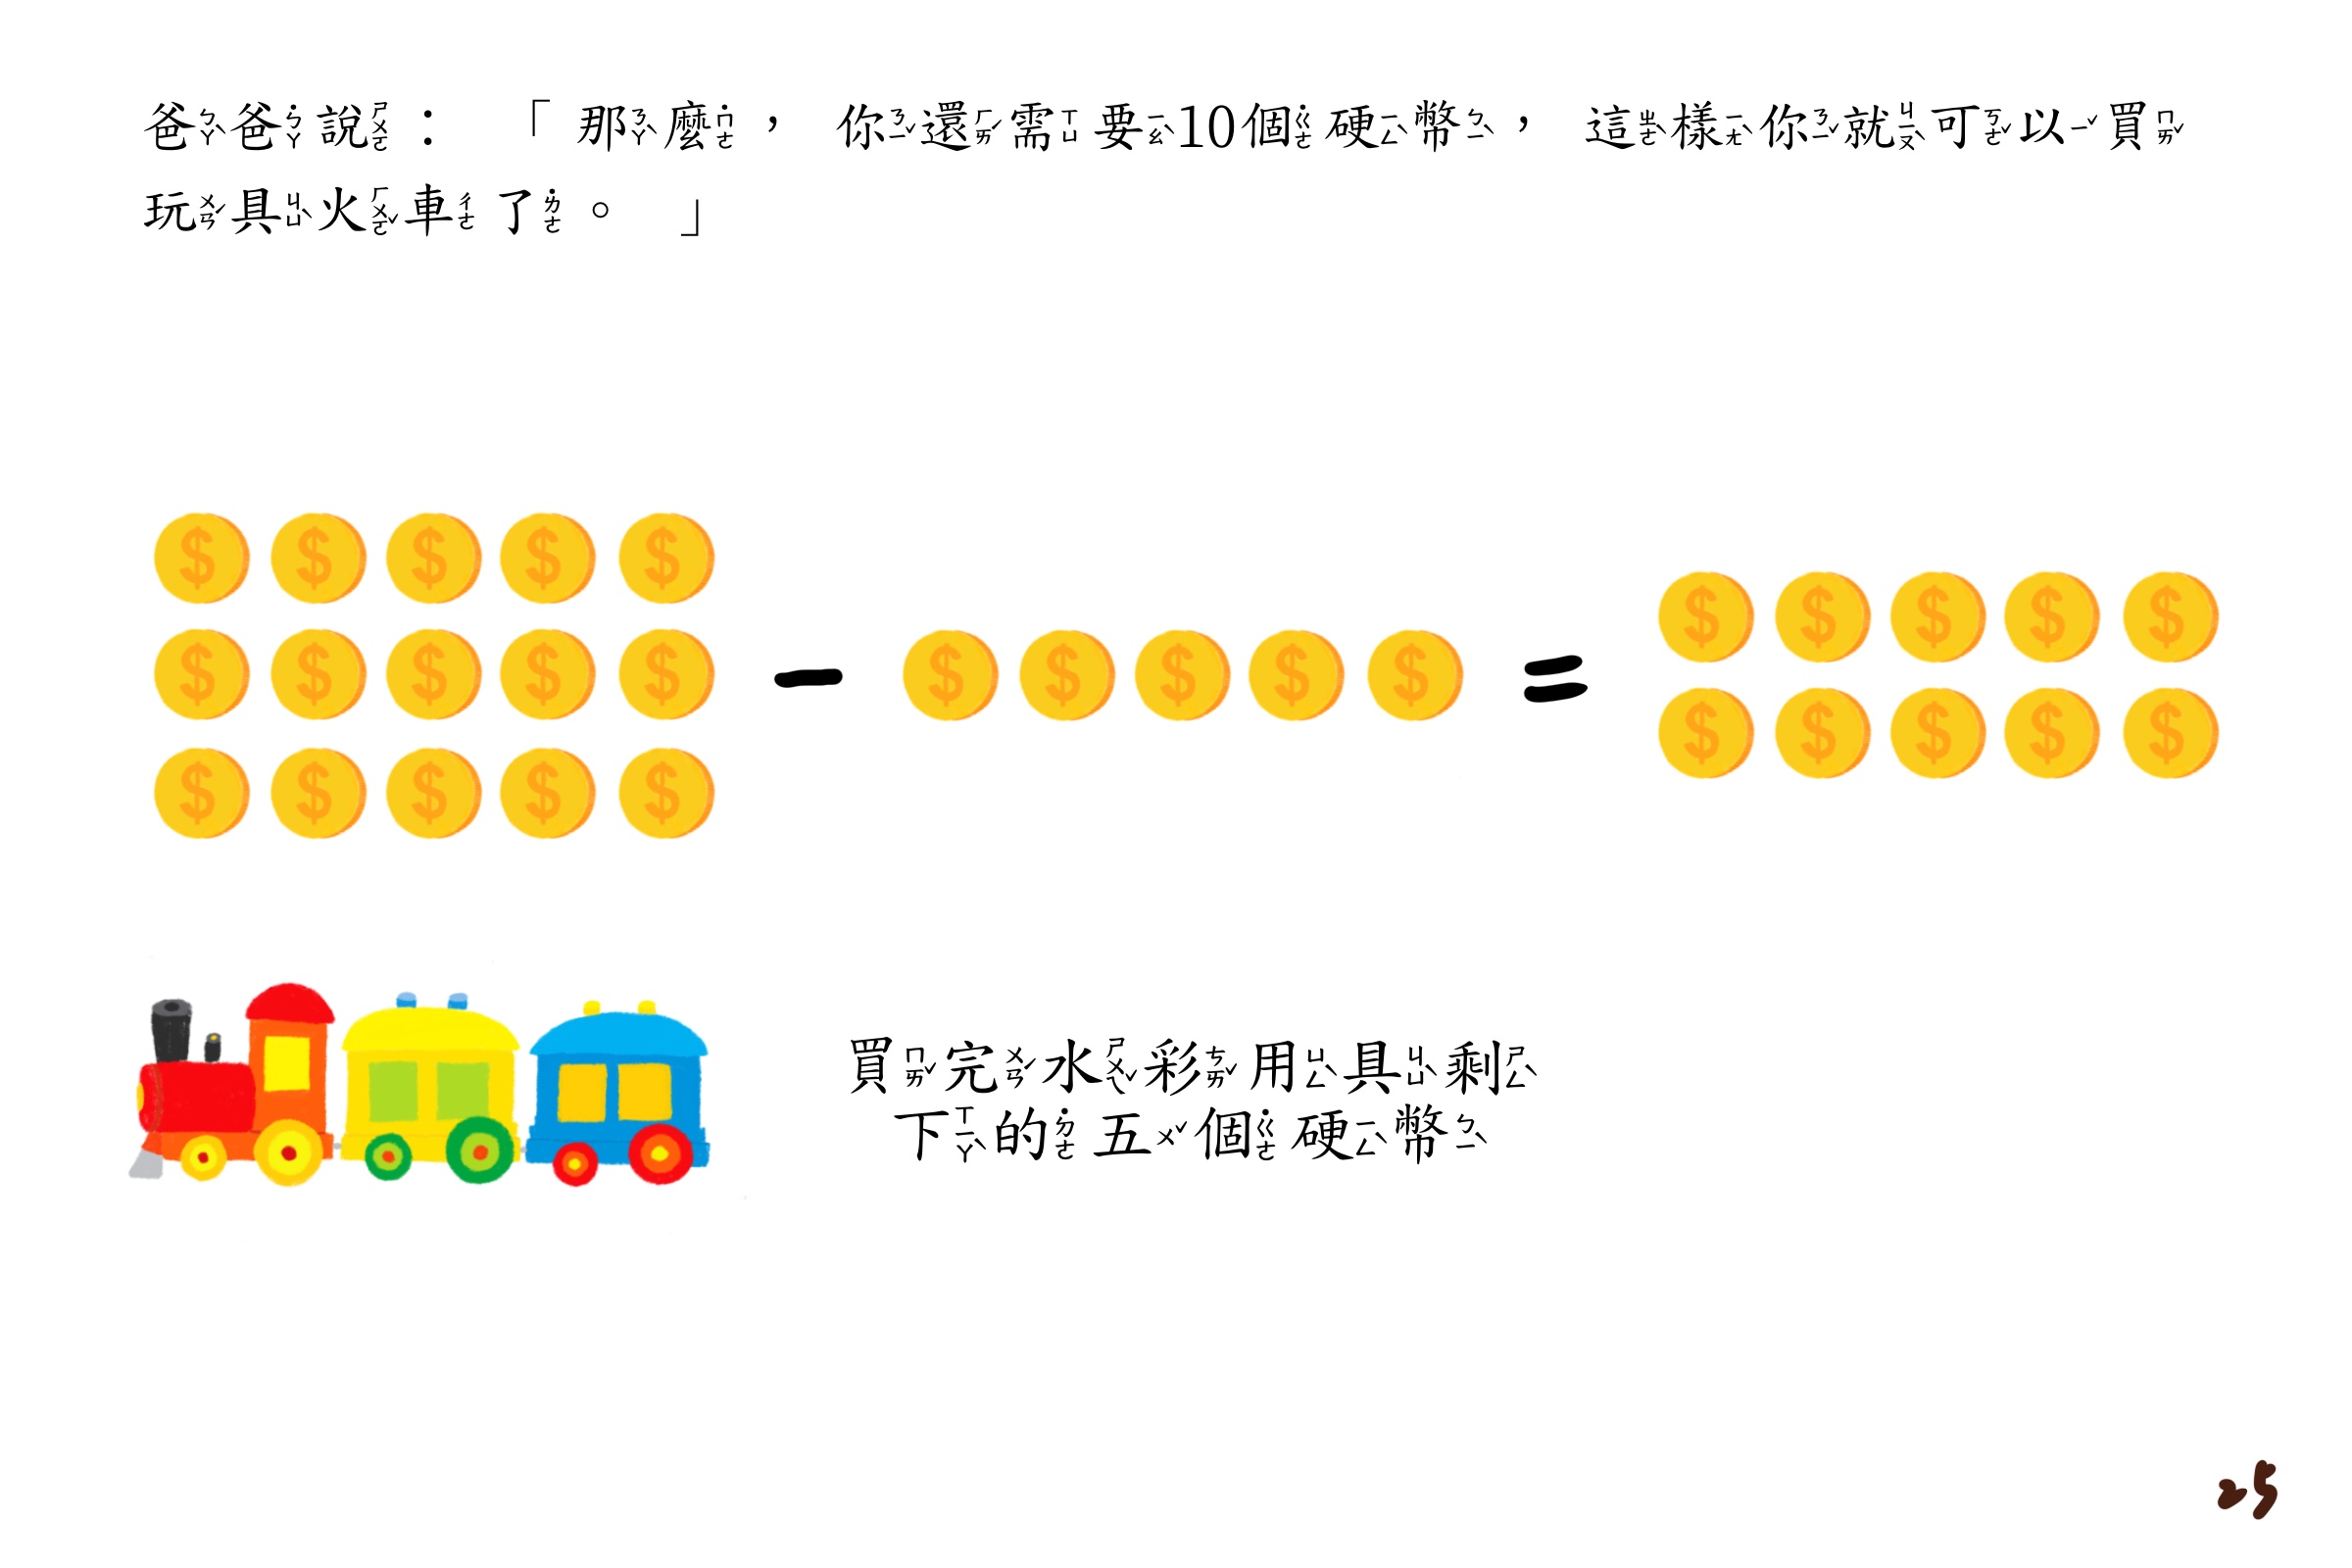 爸爸說：「那麼，你還需要10個硬幣，這樣你就可以買
玩具火車了。」
買完水彩用具剩
下的五個硬幣
25